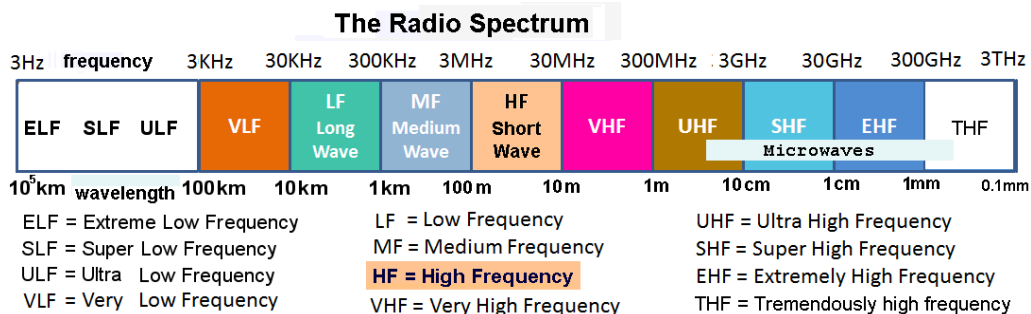 The Radio Spectrum
3Hz frequency 3KHz 30KHz 300KHz 3MHz 30MHz 300MHz 3GHz 30GHz 300GHz 3THz
ELF SLF ULF VLF LF Long Wave MF Medium Wave HF Short Wave VHF UHF SHF EHF THF
Microwaves
10⁵km wavelength 100km 10km 1km 100m 10m 1m 10cm 1cm 1mm 0.1mm
ELF = Extreme Low Frequency
SLF = Super Low Frequency
ULF = Ultra Low Frequency
VLF = Very Low Frequency
LF = Low Frequency
MF = Medium Frequency
HF = High Frequency
VHF = Very High Frequency
UHF = Ultra High Frequency
SHF = Super High Frequency
EHF = Extremely High Frequency
THF = Tremendously high frequency